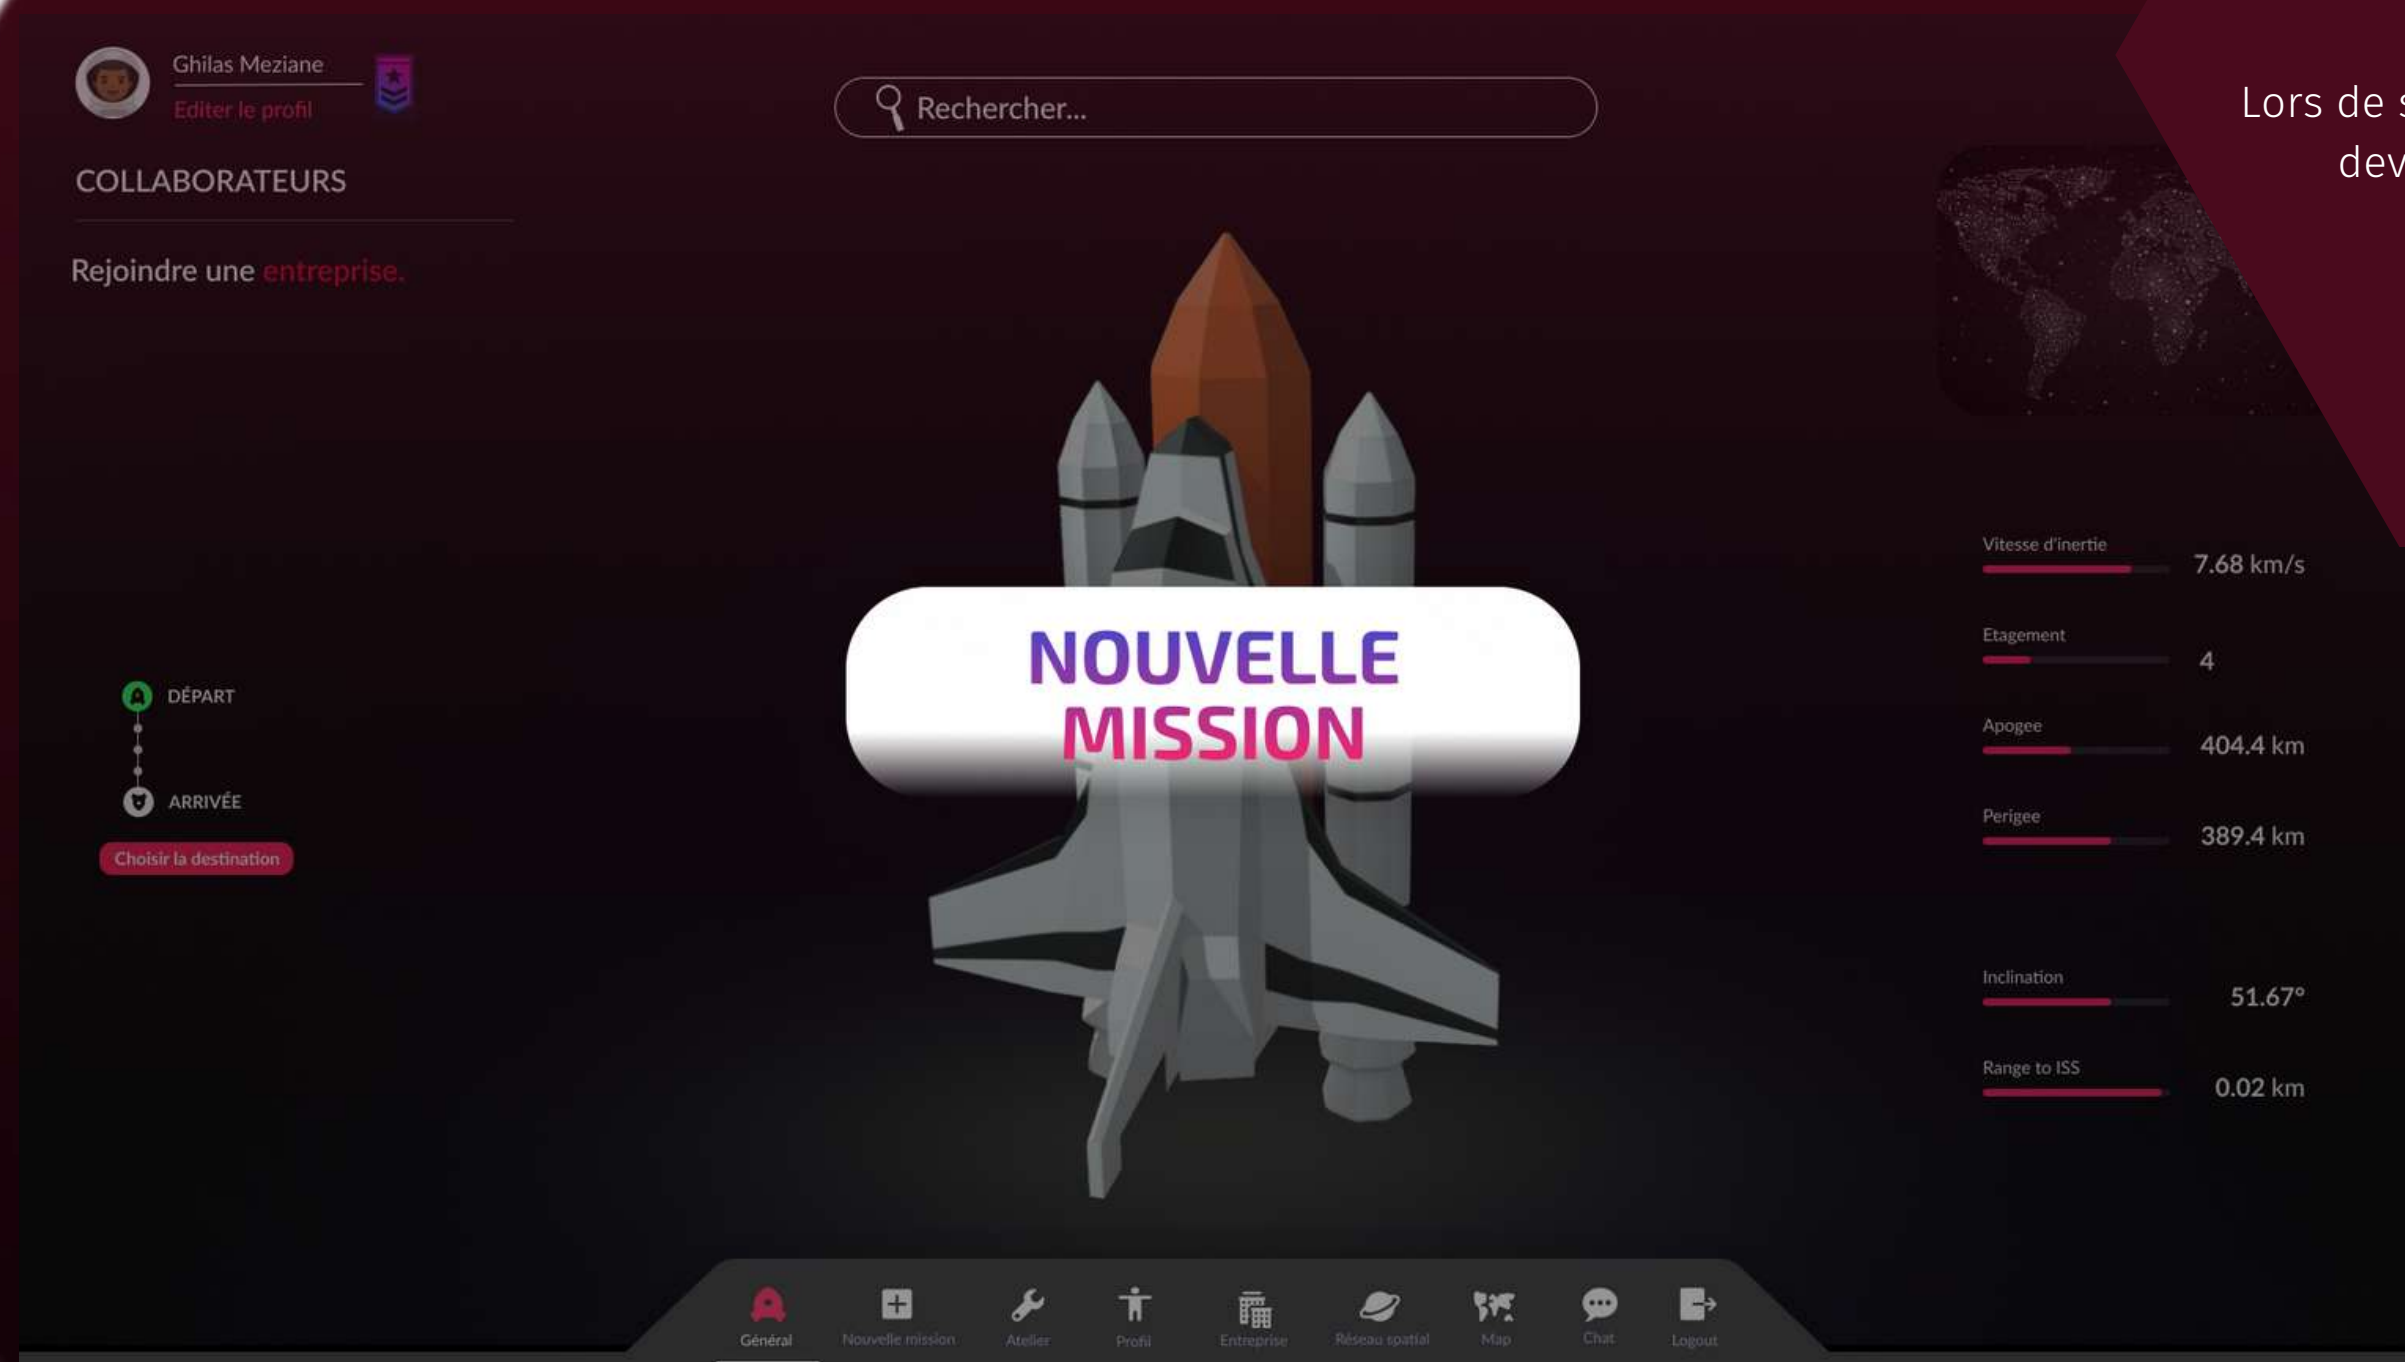 Ghilas Meziane
Editer le profil
Rechercher...
Lors de
COLLABORATEURS
Rejoindre une entreprise.
NOUVELLE
MISSION
DÉPART
ARRIVÉE
Choisir la destination
Vitesse d'inertie
7.68 km/s
Etagement
4
Apogee
404.4 km
Perigee
389.4 km
Inclination
51.67°
Range to ISS
0.02 km
Général
Nouvelle mission
Atelier
Profil
Entreprise
Réseau spatial
Map
Chat
Logout